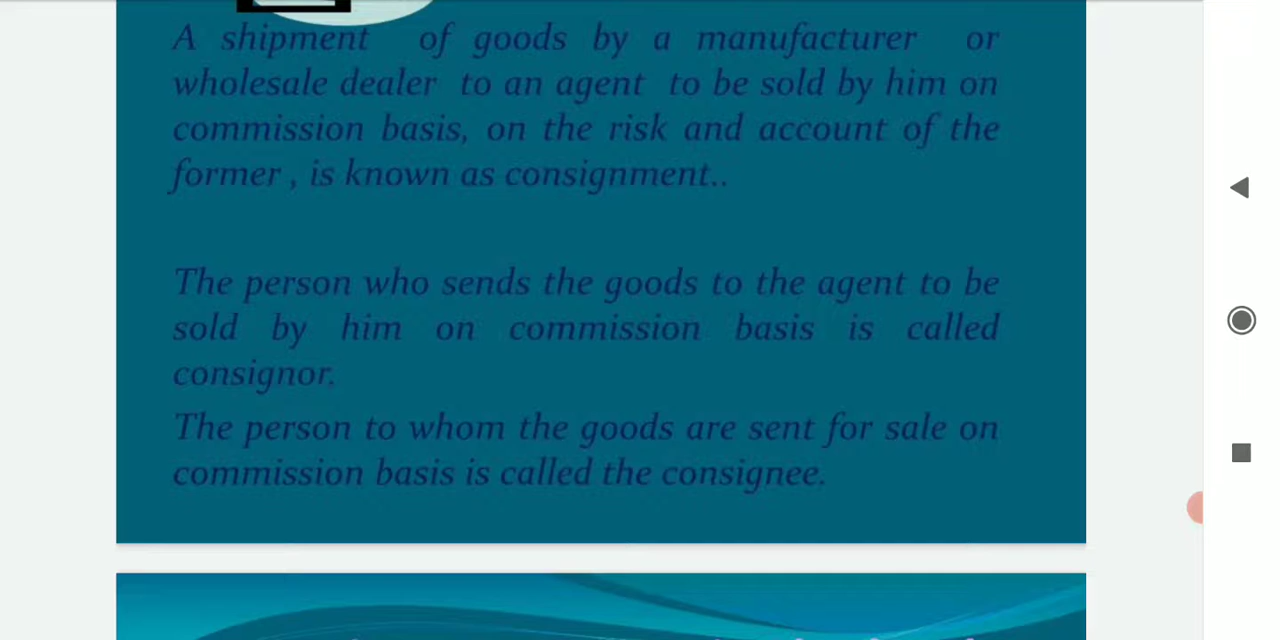 A shipment of goods by a manufacturer or
wholesale dealer to an agent to be sold by him on
commission basis, on the risk and account of the
former , is known as consignment..
The person who sends the goods to the agent to be
sold by him on commission basis is called
consignor.
The person to whom the goods are sent for sale on
commission basis is called the consignee.